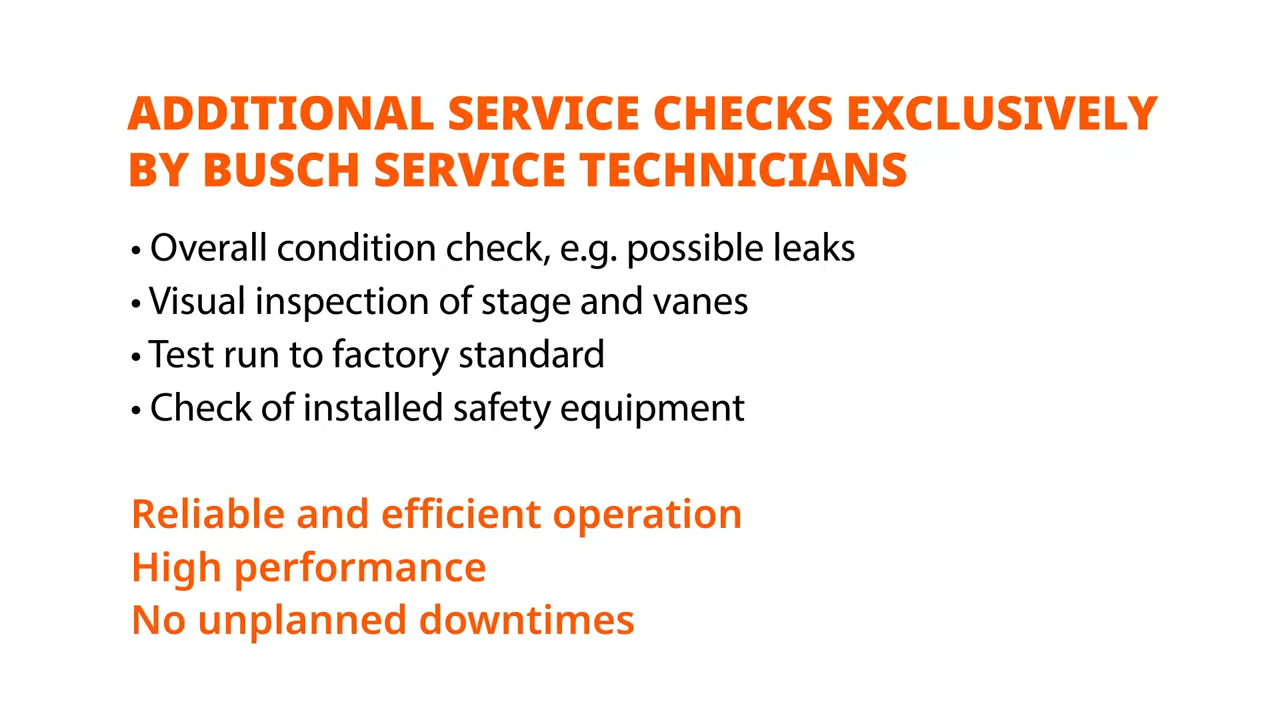 ADDITIONAL SERVICE CHECKS EXCLUSIVELY
BY BUSCH SERVICE TECHNICIANS
• Overall condition check, e.g. possible leaks
• Visual inspection of stage and vanes
• Test run to factory standard
• Check of installed safety equipment
Reliable and efficient operation
High performance
No unplanned downtimes